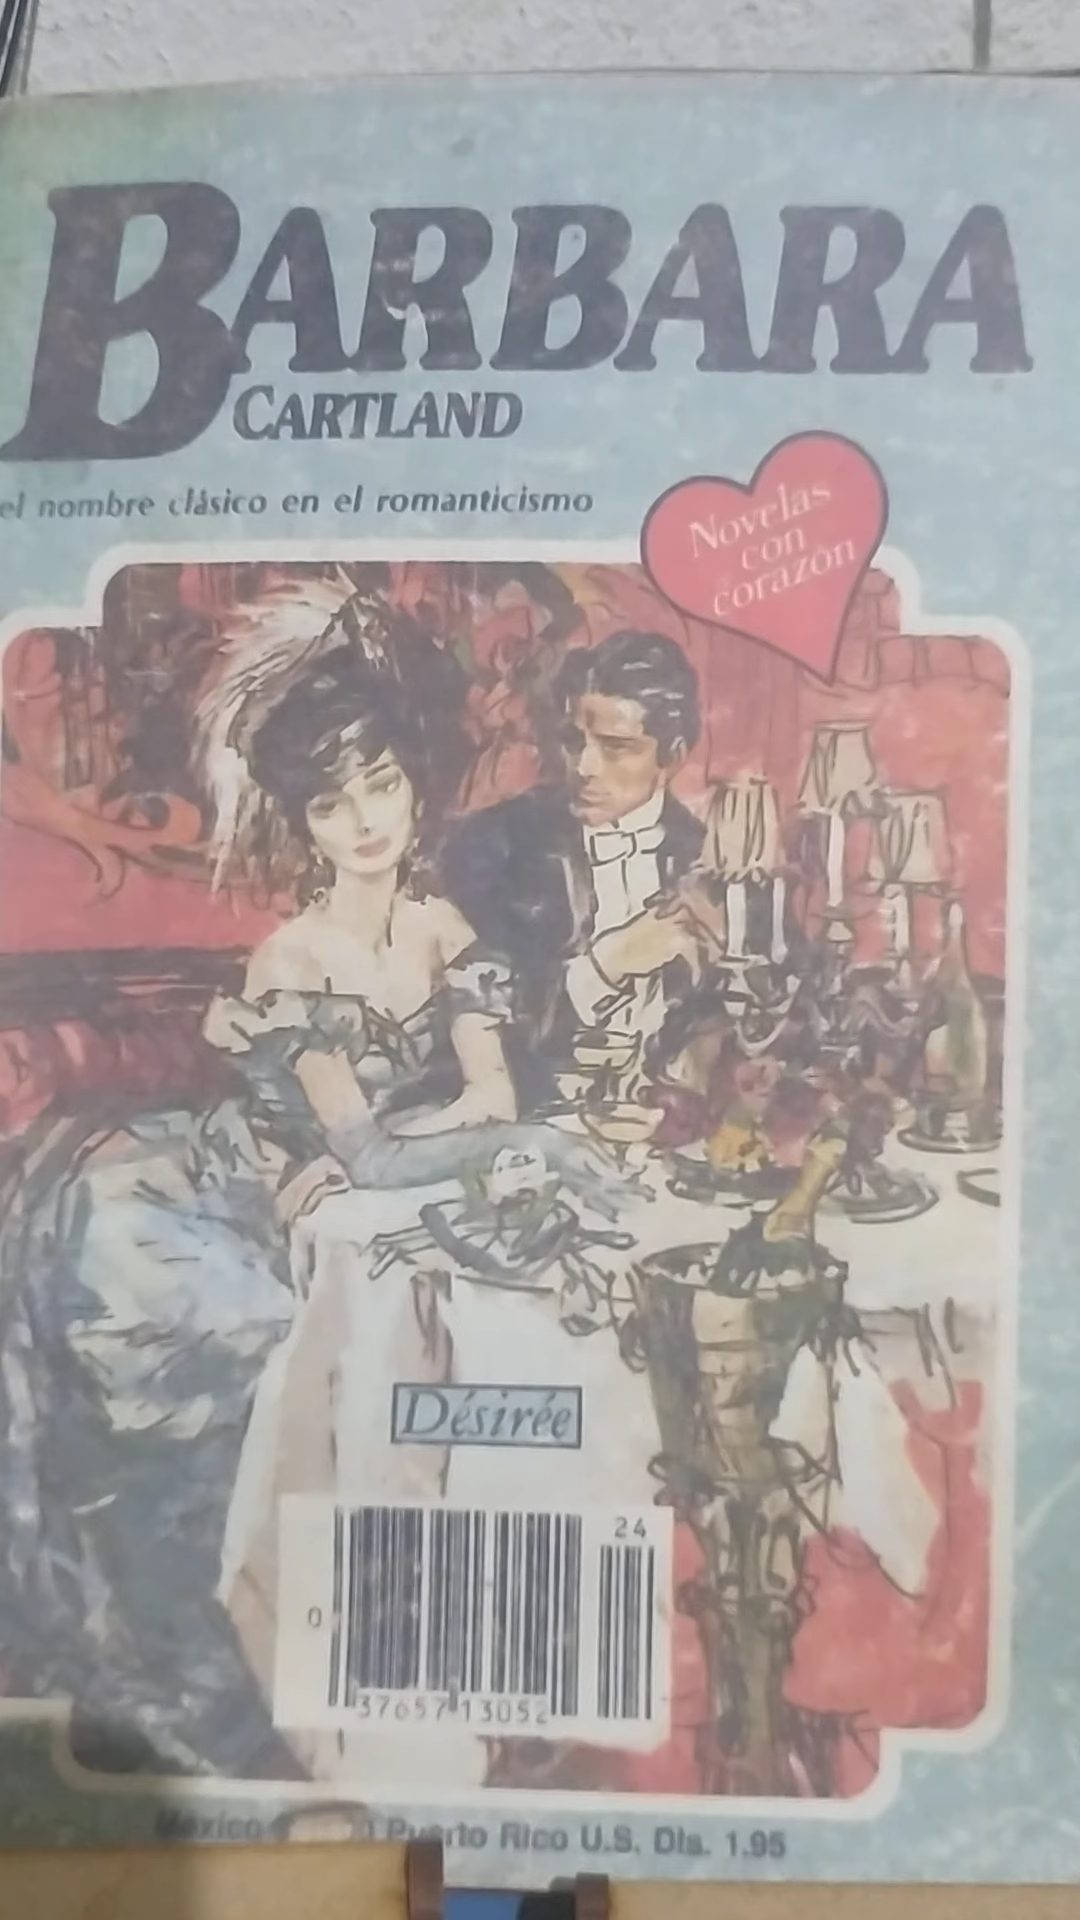 BARBARA
CARTLAND
el nombre clásico en el romanticismo
Novelas
con
corazón
Désirée
24
0
37657 13052
Puerto Rico U.S. Dls. 1.95